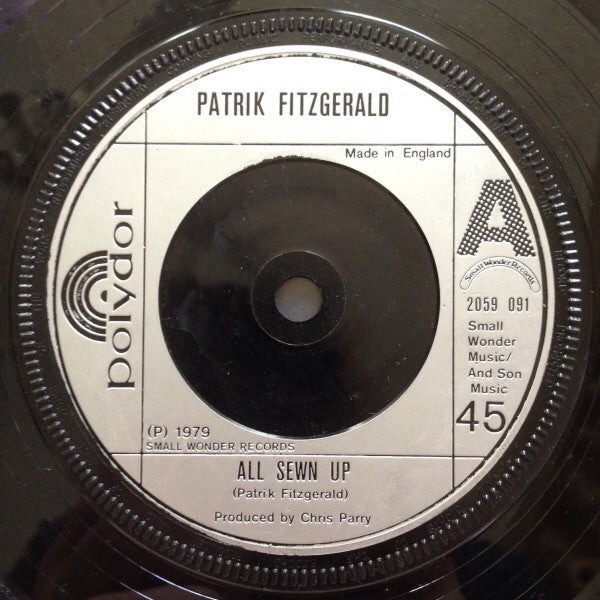 PATRIK FITZGERALD
Made in England
A
polydor
Small Wonder Records
2059 091
Small
Wonder
Music/
And Son
Music
45
(P) 1979
SMALL WONDER RECORDS
ALL SEWN UP
(Patrik Fitzgerald)
Produced by Chris Parry